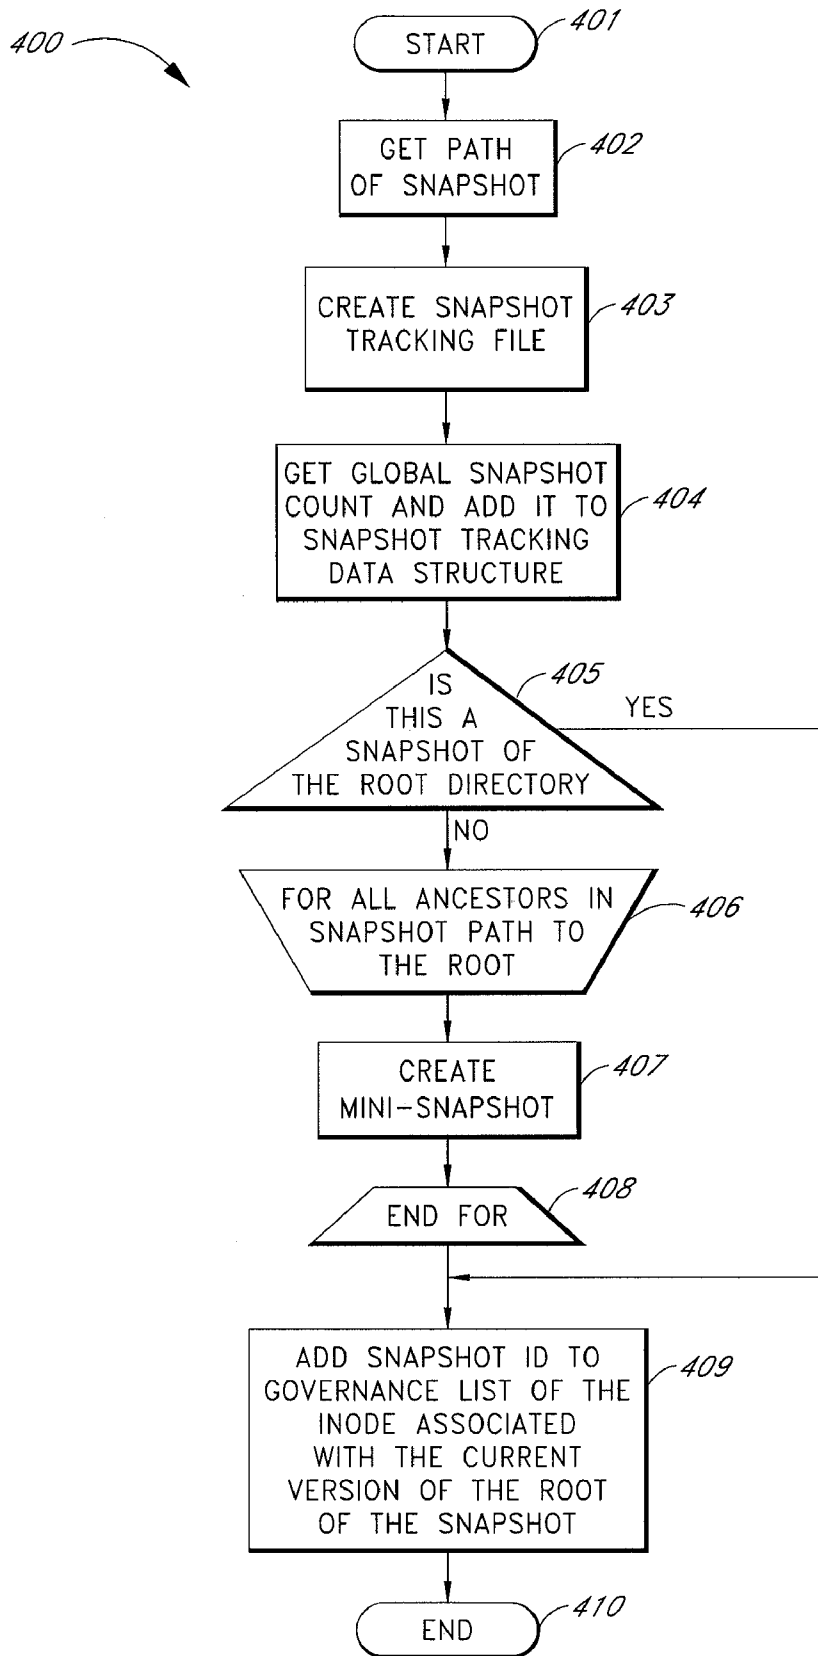 400
START
401
GET PATH
OF SNAPSHOT
402
CREATE SNAPSHOT
TRACKING FILE
403
GET GLOBAL SNAPSHOT
COUNT AND ADD IT TO
SNAPSHOT TRACKING
DATA STRUCTURE
404
IS
THIS A
SNAPSHOT OF
THE ROOT DIRECTORY
405
YES
NO
FOR ALL ANCESTORS IN
SNAPSHOT PATH TO
THE ROOT
406
CREATE
MINI-SNAPSHOT
407
END FOR
408
ADD SNAPSHOT ID TO
GOVERNANCE LIST OF THE
INODE ASSOCIATED
WITH THE CURRENT
VERSION OF THE ROOT
OF THE SNAPSHOT
409
END
410